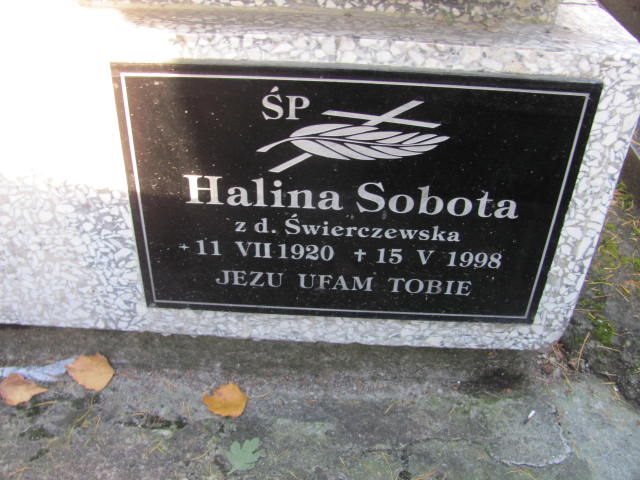 ŚP
Halina Sobota
z d. Świerczewska
* 11 VII 1920 † 15 V 1998
JEZU UFAM TOBIE